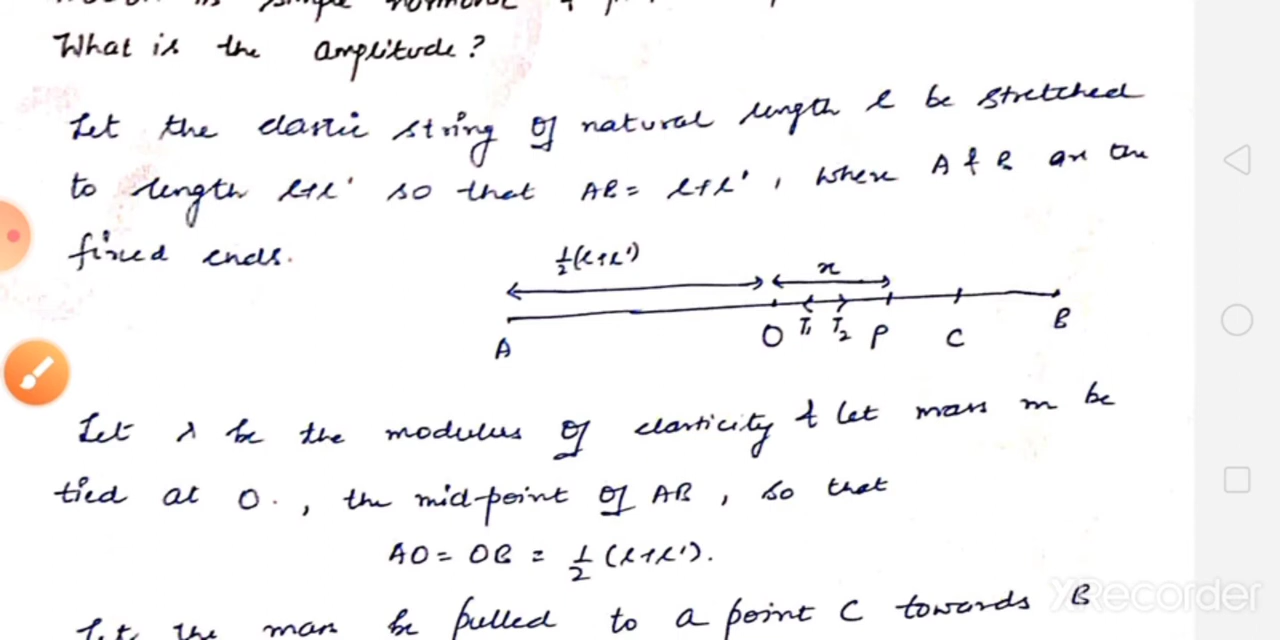 simple
What is the amplitude?
Let the elastic string of natural length l be stretched
to length l+l' so that AB = l+l', where A & B are the
fixed ends.
½(l+l')
x
A O T₁ T₂ P C B
Let λ be the modulus of elasticity & let mass m be
tied at O., the mid-point of AB, so that
AO = OB = ½ (l+l').
Let the mass be pulled to a point C towards B
XRecorder